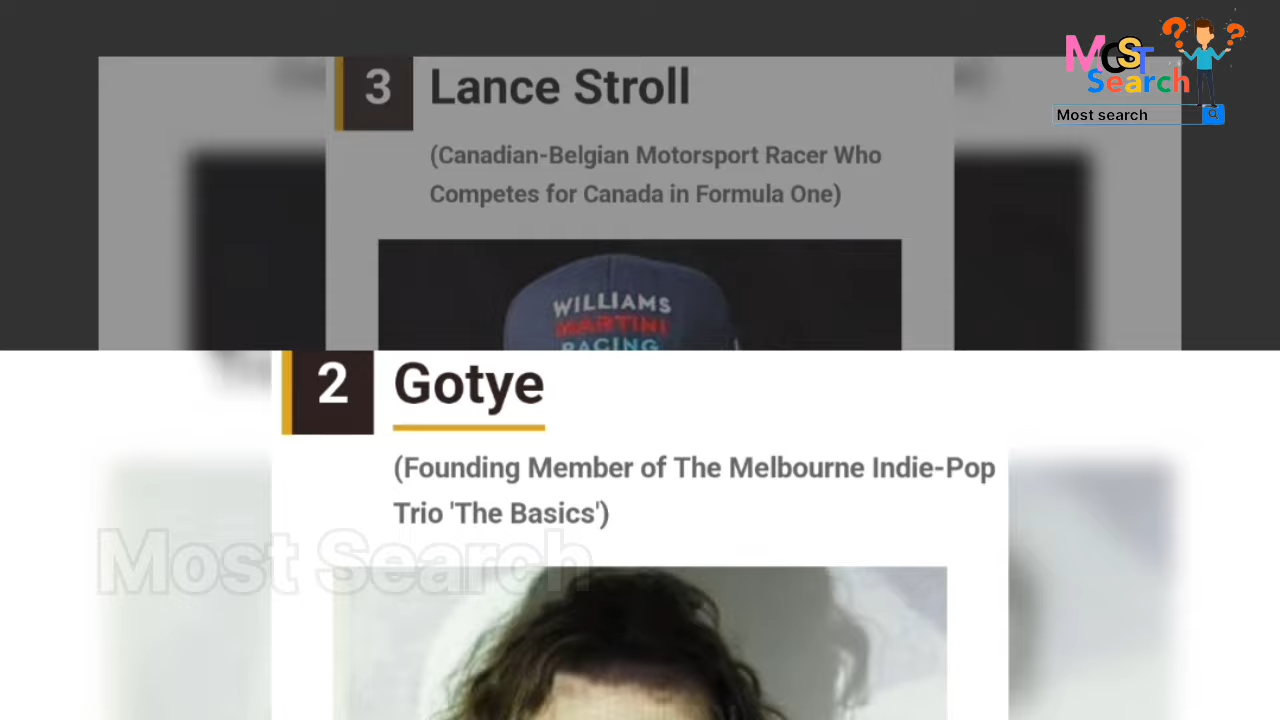 MOST
Search
Most search
3 Lance Stroll
(Canadian-Belgian Motorsport Racer Who
Competes for Canada in Formula One)
WILLIAMS
MARTINI
RACING
2 Gotye
(Founding Member of The Melbourne Indie-Pop
Trio 'The Basics')
Most Search